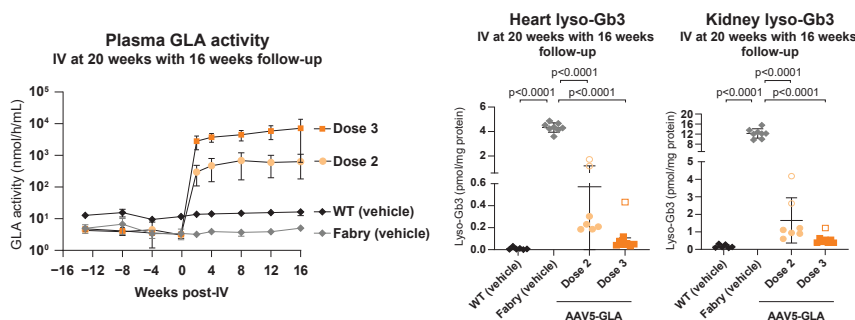 Plasma GLA activity
IV at 20 weeks with 16 weeks follow-up
GLA activity (nmol//h/mL)
10⁵
10⁴
10³
10²
10¹
10⁰
−16 −12 −8 −4 0 4 8 12 16
Weeks post-IV
Dose 3
Dose 2
WT (vehicle)
Fabry (vehicle)
Heart lyso-Gb3
IV at 20 weeks with 16 weeks
follow-up
p<0.0001
p<0.0001 p<0.0001
Lyso-Gb3 (pmol/mg protein)
6
4
2
0.6
0.4
0.2
0.0
WT (vehicle)
Fabry (vehicle)
Dose 2
Dose 3
AAV5-GLA
Kidney lyso-Gb3
IV at 20 weeks with 16 weeks
follow-up
p<0.0001
p<0.0001 p<0.0001
Lyso-Gb3 (pmol/mg protein)
20
16
12
8
5
4
3
2
1
0
WT (vehicle)
Fabry (vehicle)
Dose 2
Dose 3
AAV5-GLA